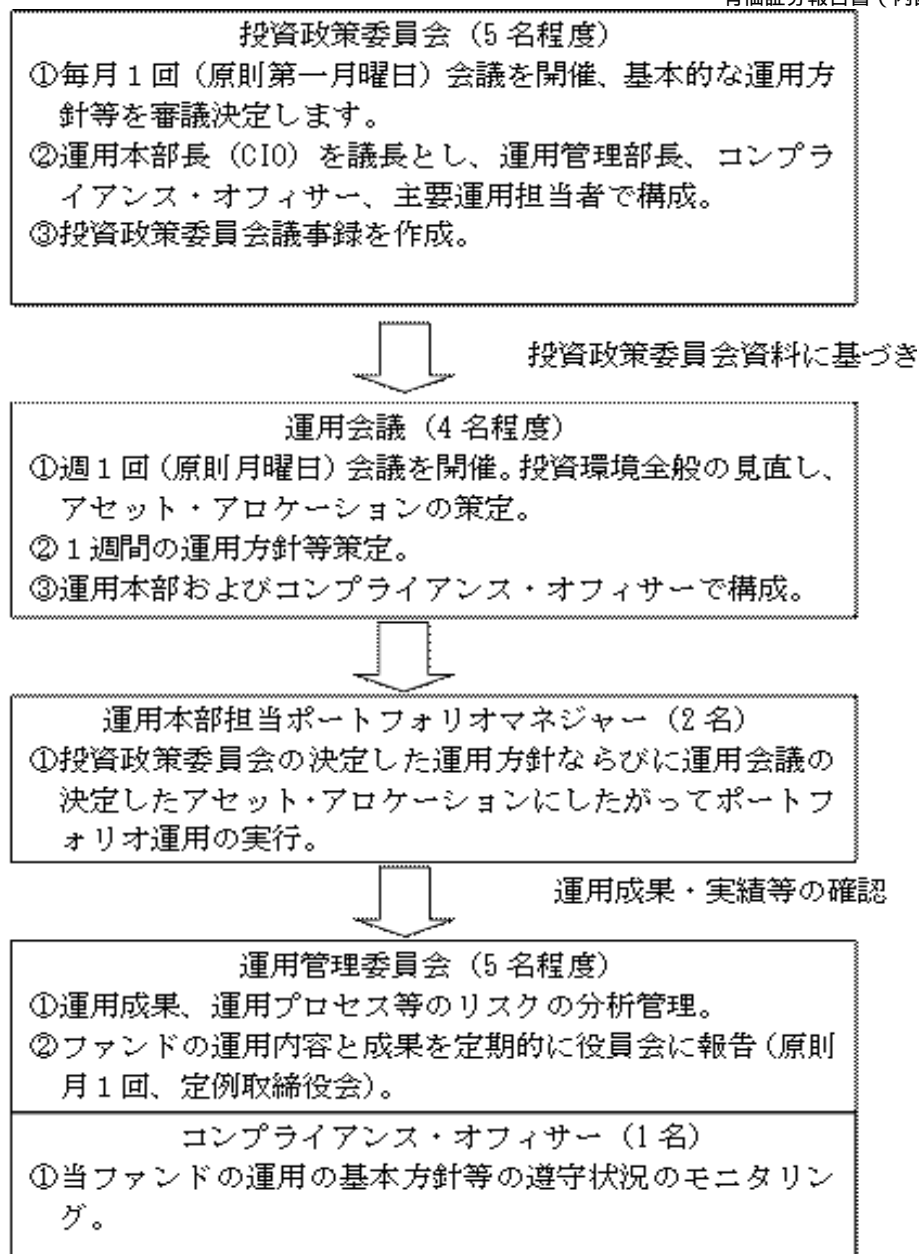 投資政策委員会（5名程度）
①毎月1回（原則第一月曜日）会議を開催、基本的な運用方
針等を審議決定します。
②運用本部長（CIO）を議長とし、運用管理部長、コンプラ
イアンス・オフィサー、主要運用担当者で構成。
③投資政策委員会議事録を作成。
投資政策委員会資料に基づき
運用会議（4名程度）
①週1回（原則月曜日）会議を開催。投資環境全般の見直し、
アセット・アロケーションの策定。
②1週間の運用方針等策定。
③運用本部およびコンプライアンス・オフィサーで構成。
運用本部担当ポートフォリオマネジャー（2名）
①投資政策委員会の決定した運用方針ならびに運用会議の
決定したアセット・アロケーションにしたがってポートフ
ォリオ運用の実行。
運用成果・実績等の確認
運用管理委員会（5名程度）
①運用成果、運用プロセス等のリスクの分析管理。
②ファンドの運用内容と成果を定期的に役員会に報告（原則
月1回、定例取締役会）。
コンプライアンス・オフィサー（1名）
①当ファンドの運用の基本方針等の遵守状況のモニタリン
グ。